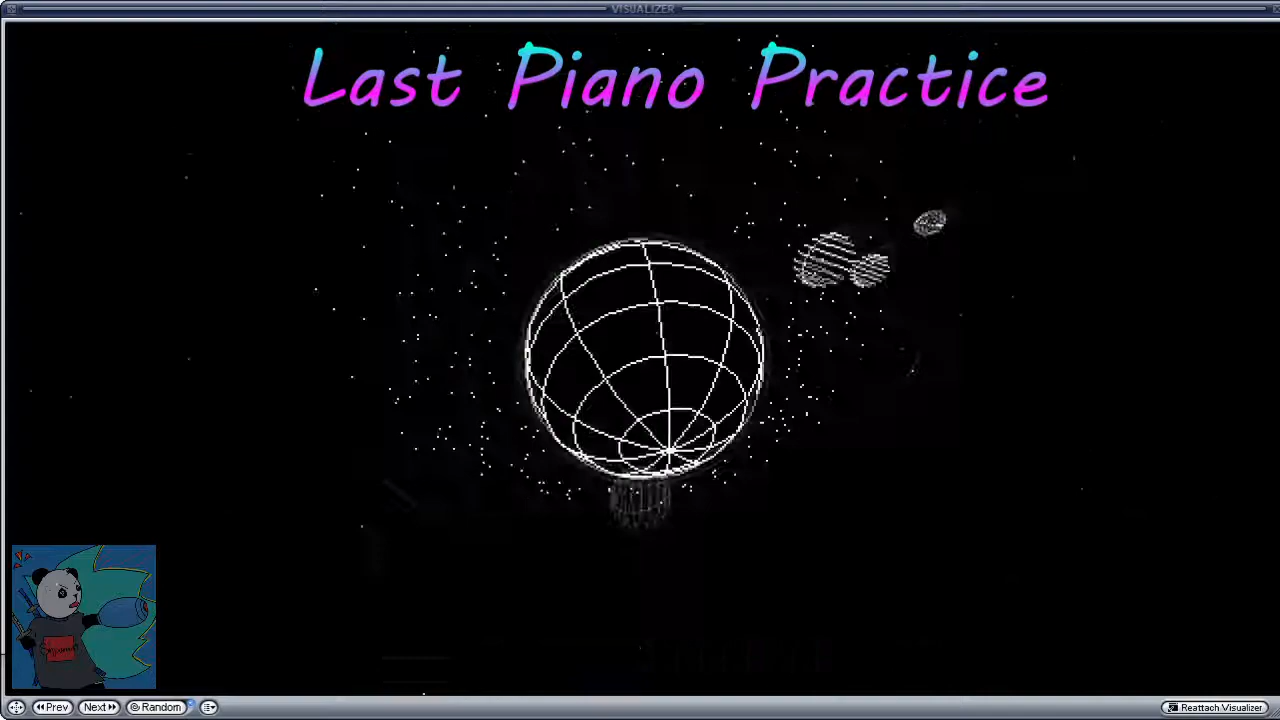 VISUALIZER
Last Piano Practice
Prev
Next
Random
Reattach Visualizer